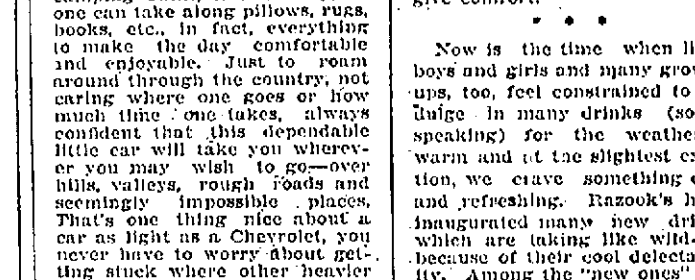 one can take along pillows, rugs,
books, etc., in fact, everything
to make the day comfortable
and enjoyable. Just to roam
around through the country, not
caring where one goes or how
much time one takes, always
confident that this dependable
little car will take you wherev-
er you may wish to go—over
hills, valleys, rough roads and
seemingly impossible places.
That's one thing nice about a
car as light as a Chevrolet, you
never have to worry about get-
ting stuck where other heavier
give comfort.
* * *
Now is the time when
boys and girls and many
ups, too, feel constrained to
dulge in many drinks (so
speaking) for the
warm and at the slightest
tion, we crave something
and refreshing. Razook's
inaugurated many new
which are taking like wild-
because of their cool
ity. Among the "new ones